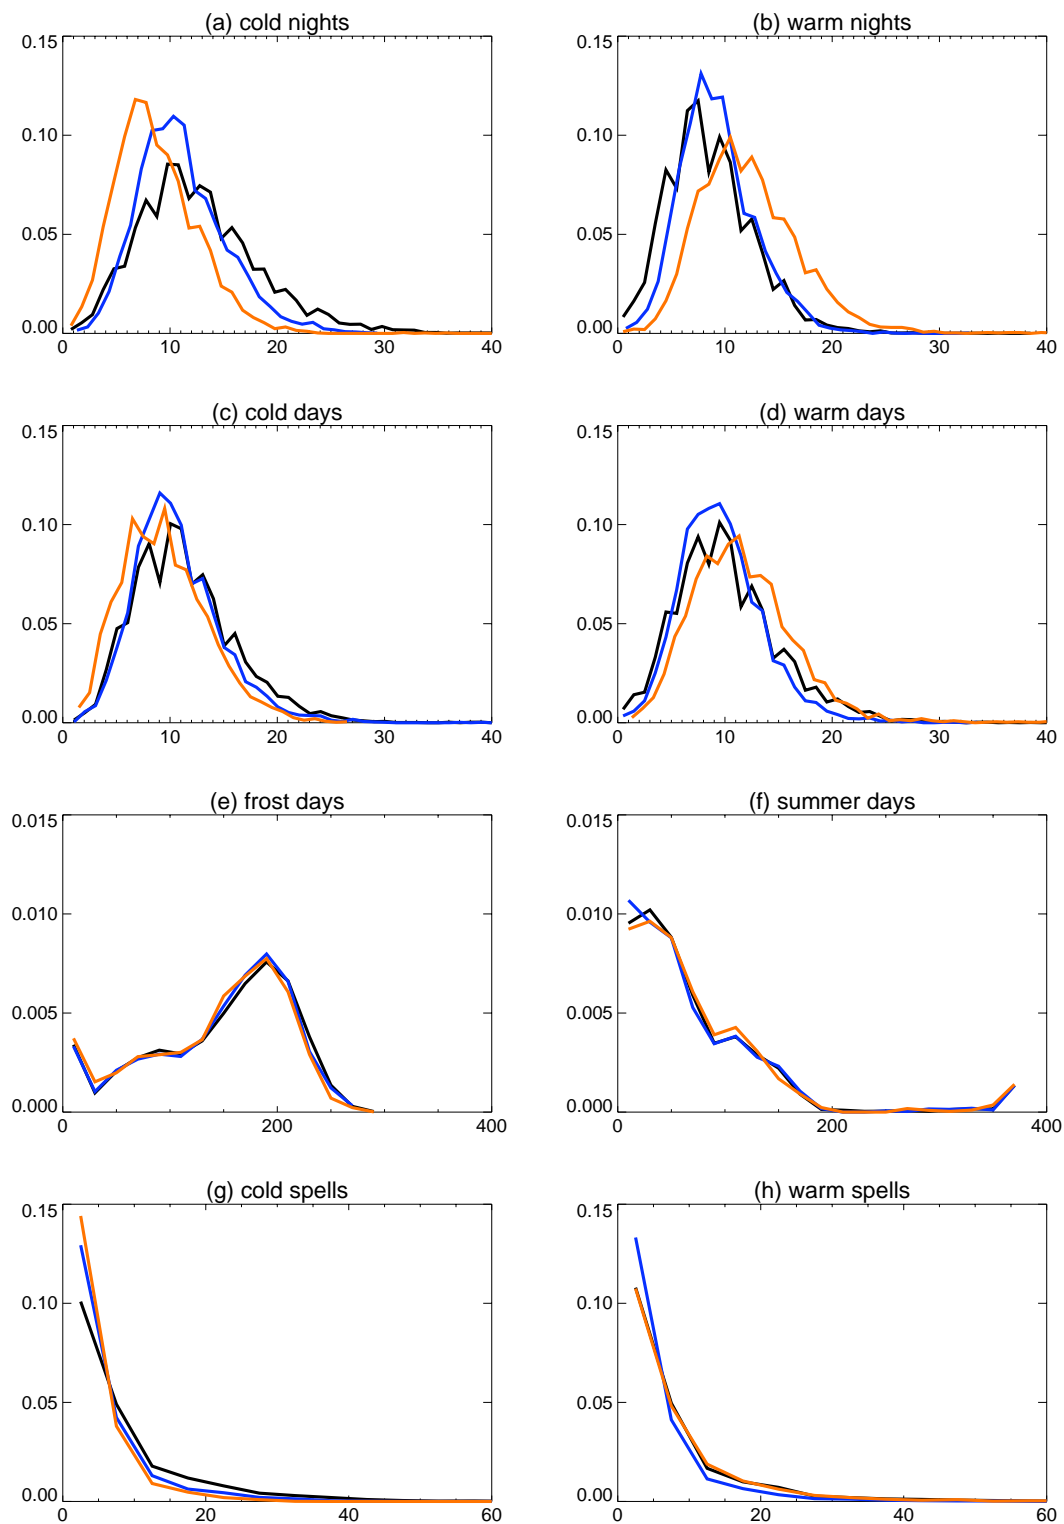 (a) cold nights
0.15
0.10
0.05
0.00
0 10 20 30 40
(b) warm nights
0.15
0.10
0.05
0.00
0 10 20 30 40
(c) cold days
0.15
0.10
0.05
0.00
0 10 20 30 40
(d) warm days
0.15
0.10
0.05
0.00
0 10 20 30 40
(e) frost days
0.015
0.010
0.005
0.000
0 200 400
(f) summer days
0.015
0.010
0.005
0.000
0 200 400
(g) cold spells
0.15
0.10
0.05
0.00
0 20 40 60
(h) warm spells
0.15
0.10
0.05
0.00
0 20 40 60